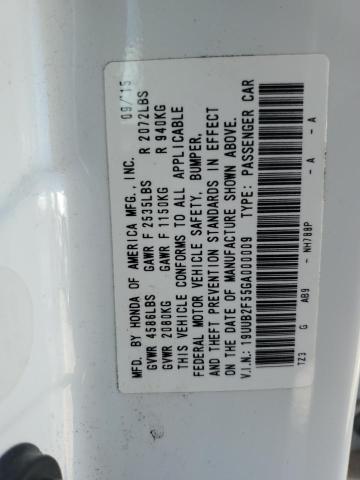 MFD. BY HONDA OF AMERICA MFG., INC. 09/15
GVWR 4586LBS GAWR F 2535LBS R 2072LBS
GVWR 2080KG GAWR F 1150KG R 940KG
THIS VEHICLE CONFORMS TO ALL APPLICABLE
FEDERAL MOTOR VEHICLE SAFETY, BUMPER,
AND THEFT PREVENTION STANDARDS IN EFFECT
ON THE DATE OF MANUFACTURE SHOWN ABOVE.
V.I.N.: 19UUB2F55GA000009 TYPE: PASSENGER CAR
TZ3 G AB9 - NH788P - A - A